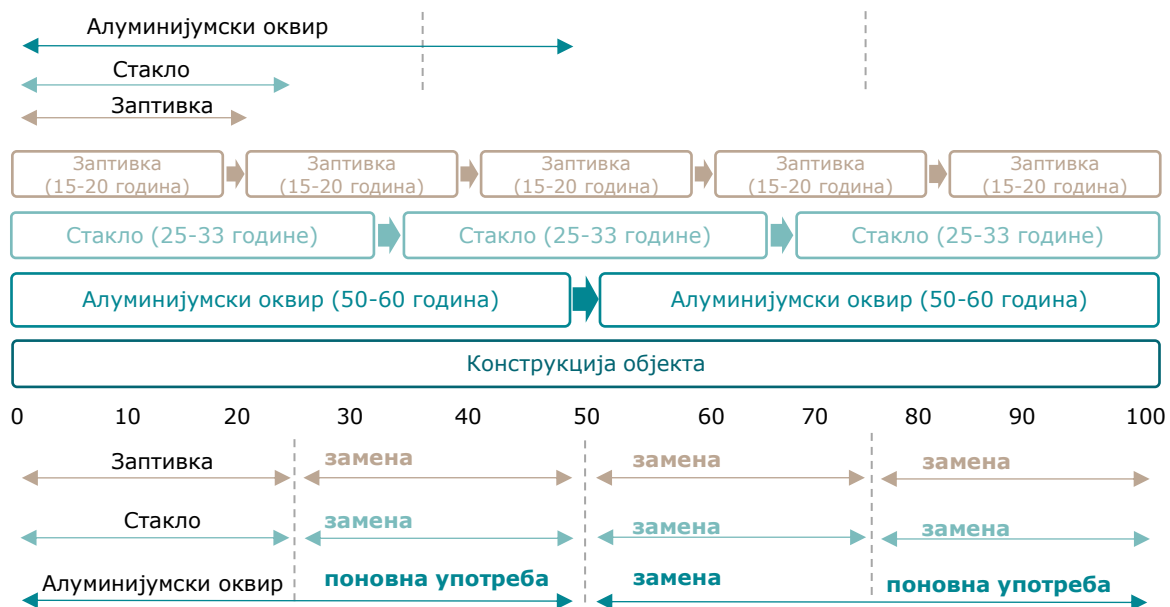 Алуминијумски оквир
Стакло
Заптивка
Заптивка Заптивка Заптивка Заптивка Заптивка
(15-20 година) (15-20 година) (15-20 година) (15-20 година) (15-20 година)
Стакло (25-33 године) Стакло (25-33 године) Стакло (25-33 године)
Алуминијумски оквир (50-60 година) Алуминијумски оквир (50-60 година)
Конструкција објекта
0 10 20 30 40 50 60 70 80 90 100
Заптивка замена замена замена
Стакло замена замена замена
Алуминијумски оквир поновна употреба замена поновна употреба